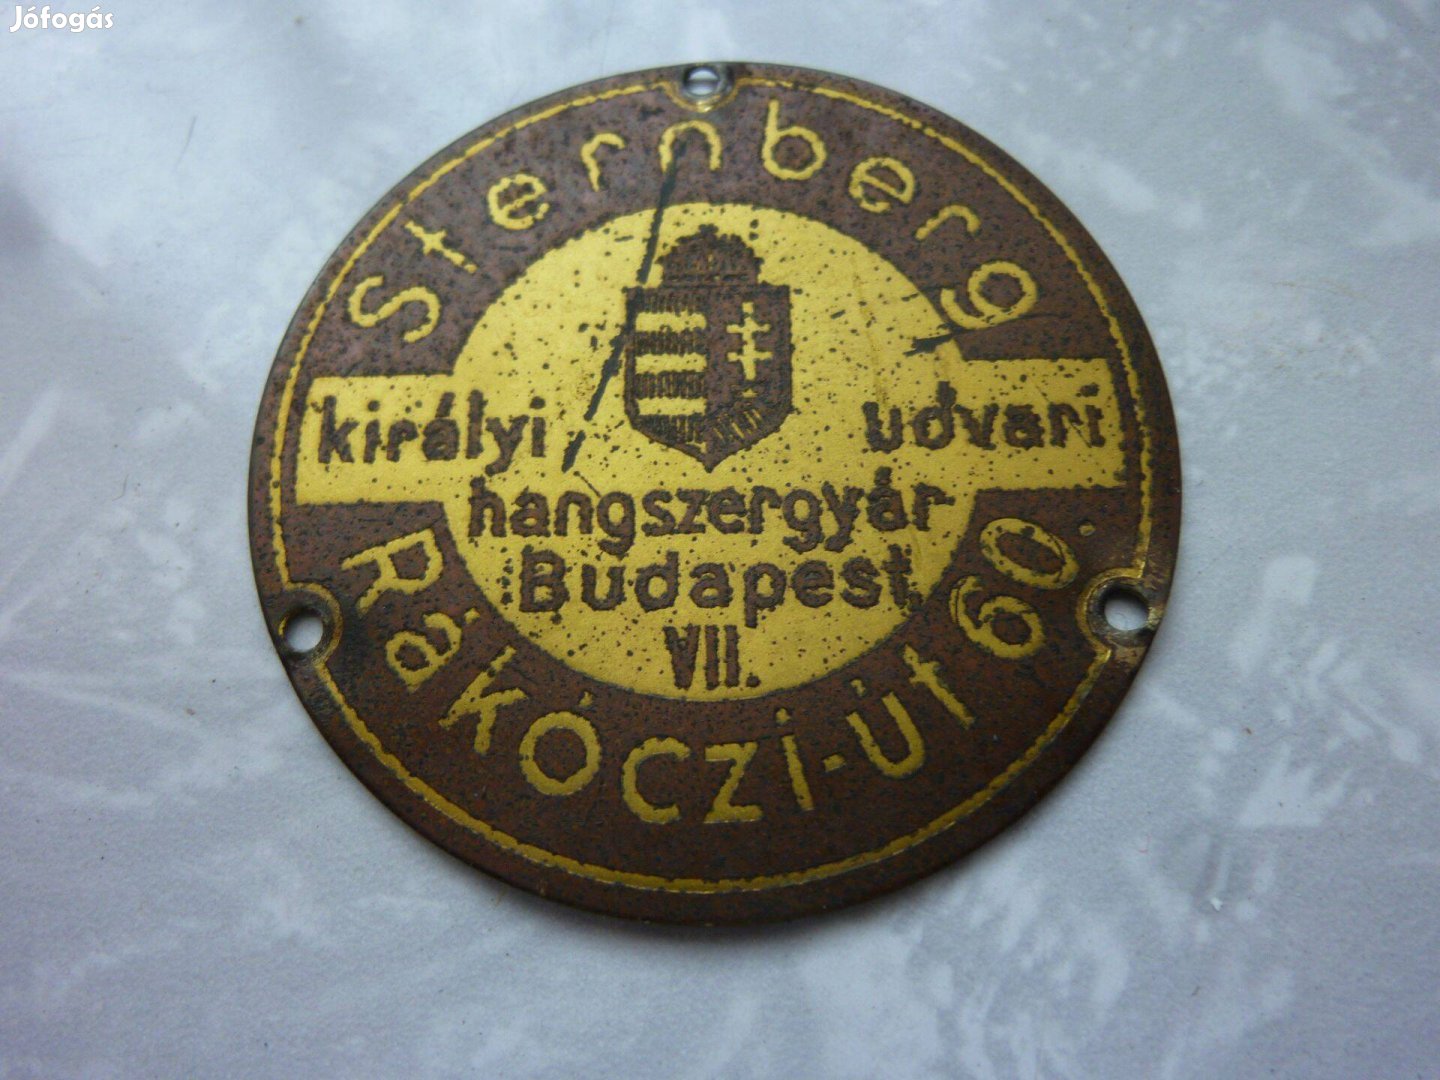 Jófogás
Sternberg
királyi udvari
hangszergyár
Budapest,
VII.
Rákóczi-út 60.